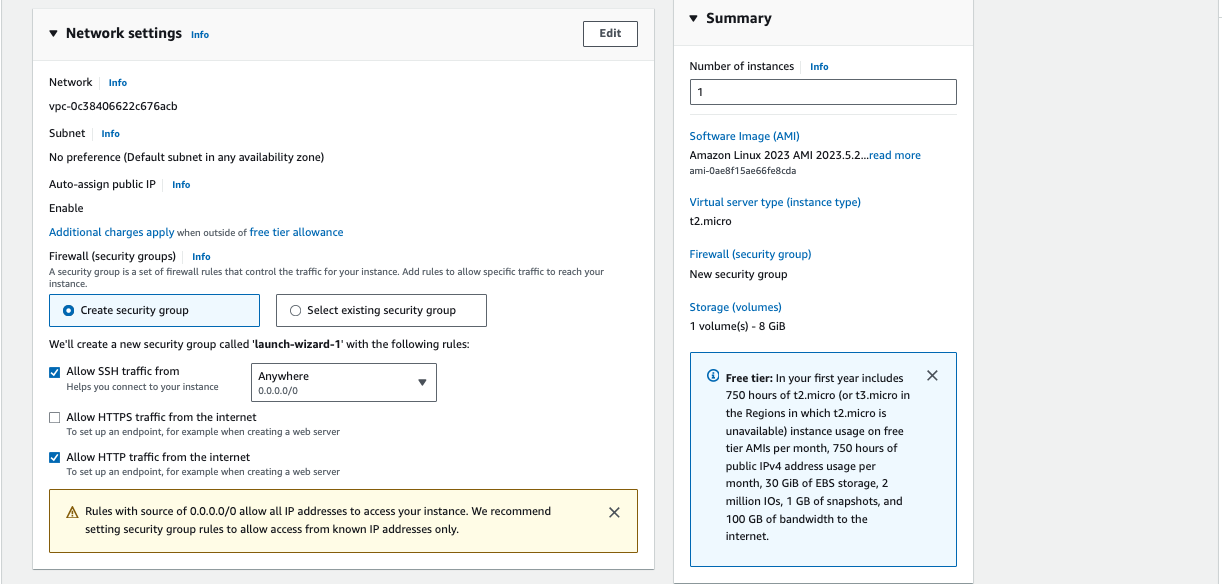 Network settings Info
Edit
Network Info
vpc-0c38406622c676acb
Subnet Info
No preference (Default subnet in any availability zone)
Auto-assign public IP Info
Enable
Additional charges apply when outside of free tier allowance
Firewall (security groups) Info
A security group is a set of firewall rules that control the traffic for your instance. Add rules to allow specific traffic to reach your
instance.
Create security group
Select existing security group
We'll create a new security group called 'launch-wizard-1' with the following rules:
Allow SSH traffic from
Helps you connect to your instance
Anywhere
0.0.0.0/0
Allow HTTPS traffic from the internet
To set up an endpoint, for example when creating a web server
Allow HTTP traffic from the internet
To set up an endpoint, for example when creating a web server
Rules with source of 0.0.0.0/0 allow all IP addresses to access your instance. We recommend
setting security group rules to allow access from known IP addresses only.
Summary
Number of instances Info
1
Software Image (AMI)
Amazon Linux 2023 AMI 2023.5.2...read more
ami-0ae8f15ae66fe8cda
Virtual server type (instance type)
t2.micro
Firewall (security group)
New security group
Storage (volumes)
1 volume(s) - 8 GiB
Free tier: In your first year includes
750 hours of t2.micro (or t3.micro in
the Regions in which t2.micro is
unavailable) instance usage on free
tier AMIs per month, 750 hours of
public IPv4 address usage per
month, 30 GiB of EBS storage, 2
million IOs, 1 GB of snapshots, and
100 GB of bandwidth to the
internet.